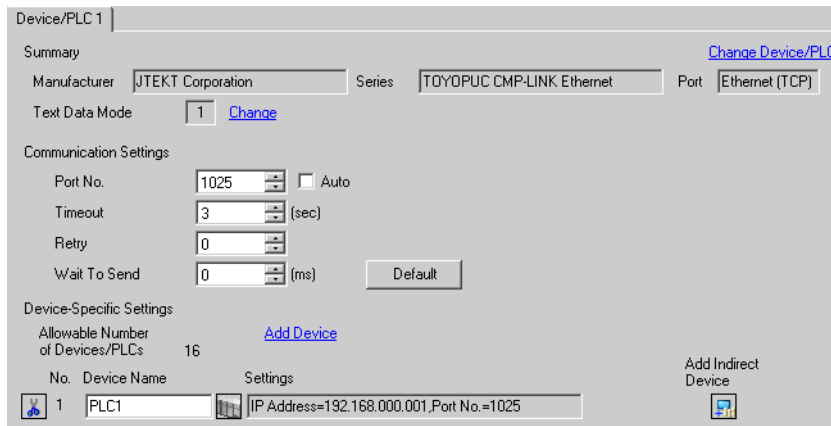 Device/PLC 1
Summary Change Device/PLC
Manufacturer JTEKT Corporation Series TOYOPUC CMP-LINK Ethernet Port Ethernet (TCP)
Text Data Mode 1 Change
Communication Settings
Port No. 1025 Auto
Timeout 3 (sec)
Retry 0
Wait To Send 0 (ms) Default
Device-Specific Settings
Allowable Number Add Device
of Devices/PLCs 16
Add Indirect
No. Device Name Settings Device
1 PLC1 IP Address=192.168.000.001,Port No.=1025